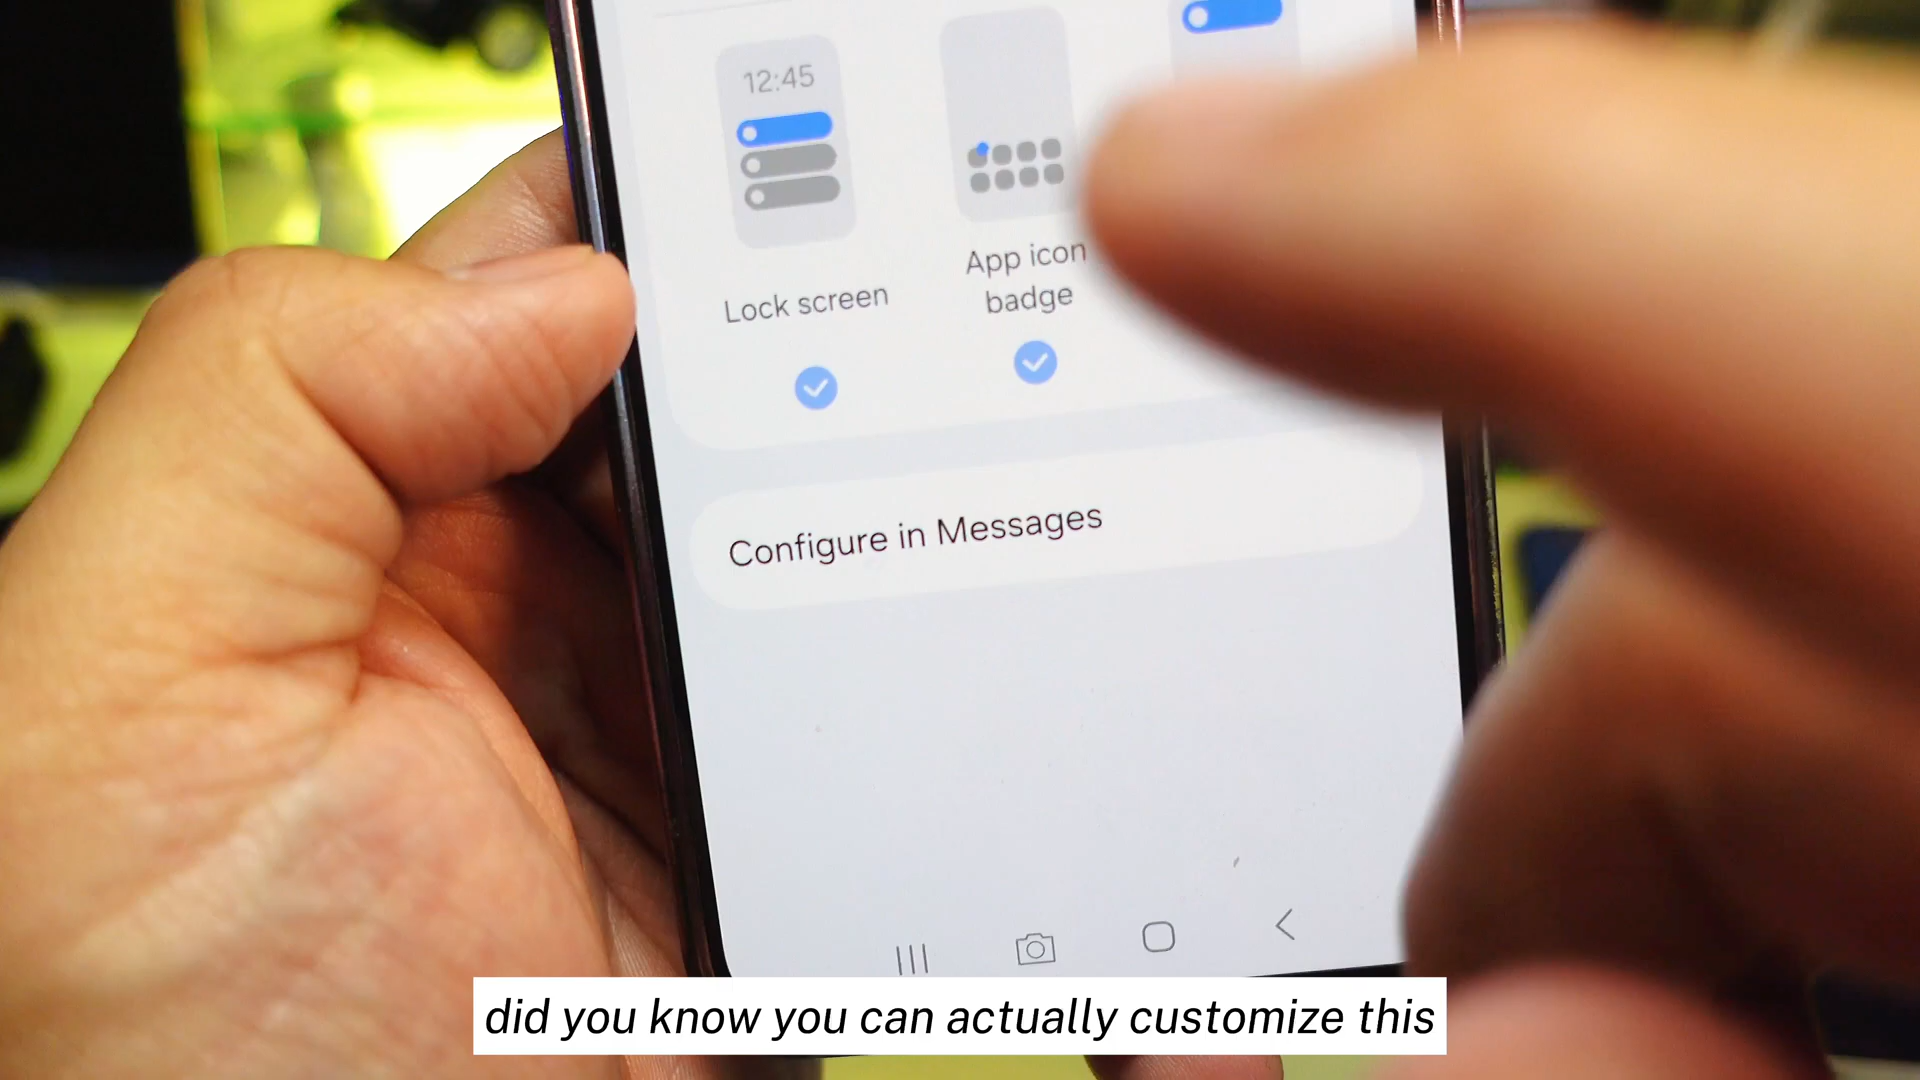 12:45
Lock screen
App icon
badge
Configure in Messages
did you know you can actually customize this